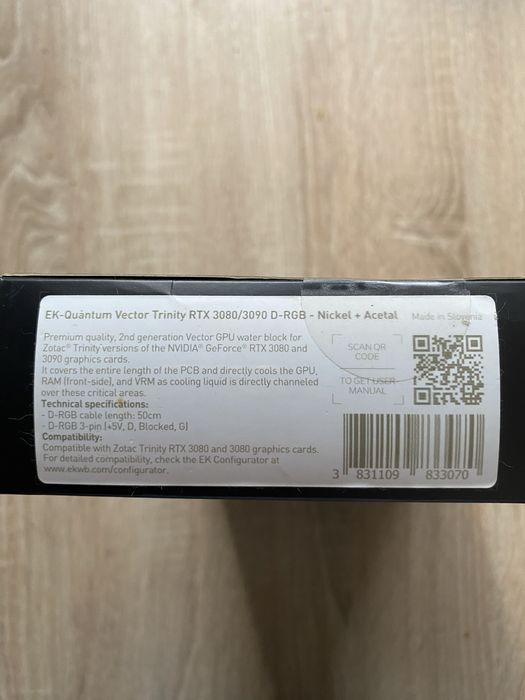 EK-Quantum Vector Trinity RTX 3080/3090 D-RGB - Nickel + Acetal
Made in Slovenia
Premium quality, 2nd generation Vector GPU water block for
Zotac® Trinity versions of the NVIDIA® GeForce® RTX 3080 and
3090 graphics cards.
It covers the entire length of the PCB and directly cools the GPU,
RAM (front-side), and VRM as cooling liquid is directly channeled
over these critical areas.
Technical specifications:
- D-RGB cable length: 50cm
- D-RGB 3-pin [+5V, D, Blocked, G]
Compatibility:
Compatible with Zotac Trinity RTX 3080 and 3080 graphics cards.
For detailed compatibility, check the EK Configurator at
www.ekwb.com/configurator.
SCAN QR
CODE
TO GET USER
MANUAL
3 831109 833070